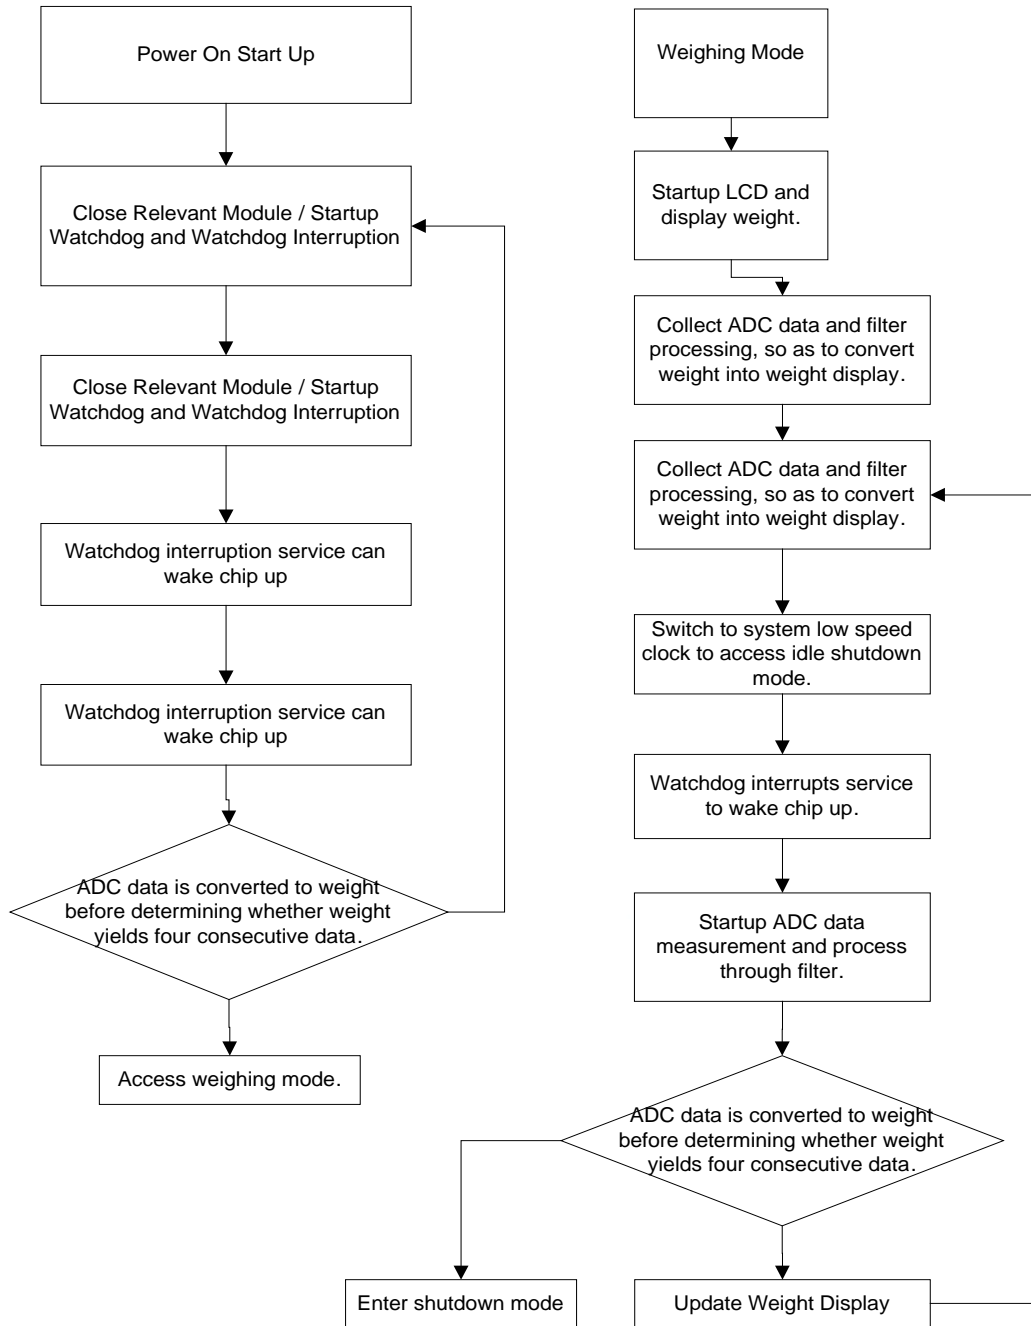 Power On Start Up
Close Relevant Module / Startup
Watchdog and Watchdog Interruption
Close Relevant Module / Startup
Watchdog and Watchdog Interruption
Watchdog interruption service can
wake chip up
Watchdog interruption service can
wake chip up
ADC data is converted to weight
before determining whether weight
yields four consecutive data.
Access weighing mode.
Weighing Mode
Startup LCD and
display weight.
Collect ADC data and filter
processing, so as to convert
weight into weight display.
Collect ADC data and filter
processing, so as to convert
weight into weight display.
Switch to system low speed
clock to access idle shutdown
mode.
Watchdog interrupts service
to wake chip up.
Startup ADC data
measurement and process
through filter.
ADC data is converted to weight
before determining whether weight
yields four consecutive data.
Enter shutdown mode
Update Weight Display